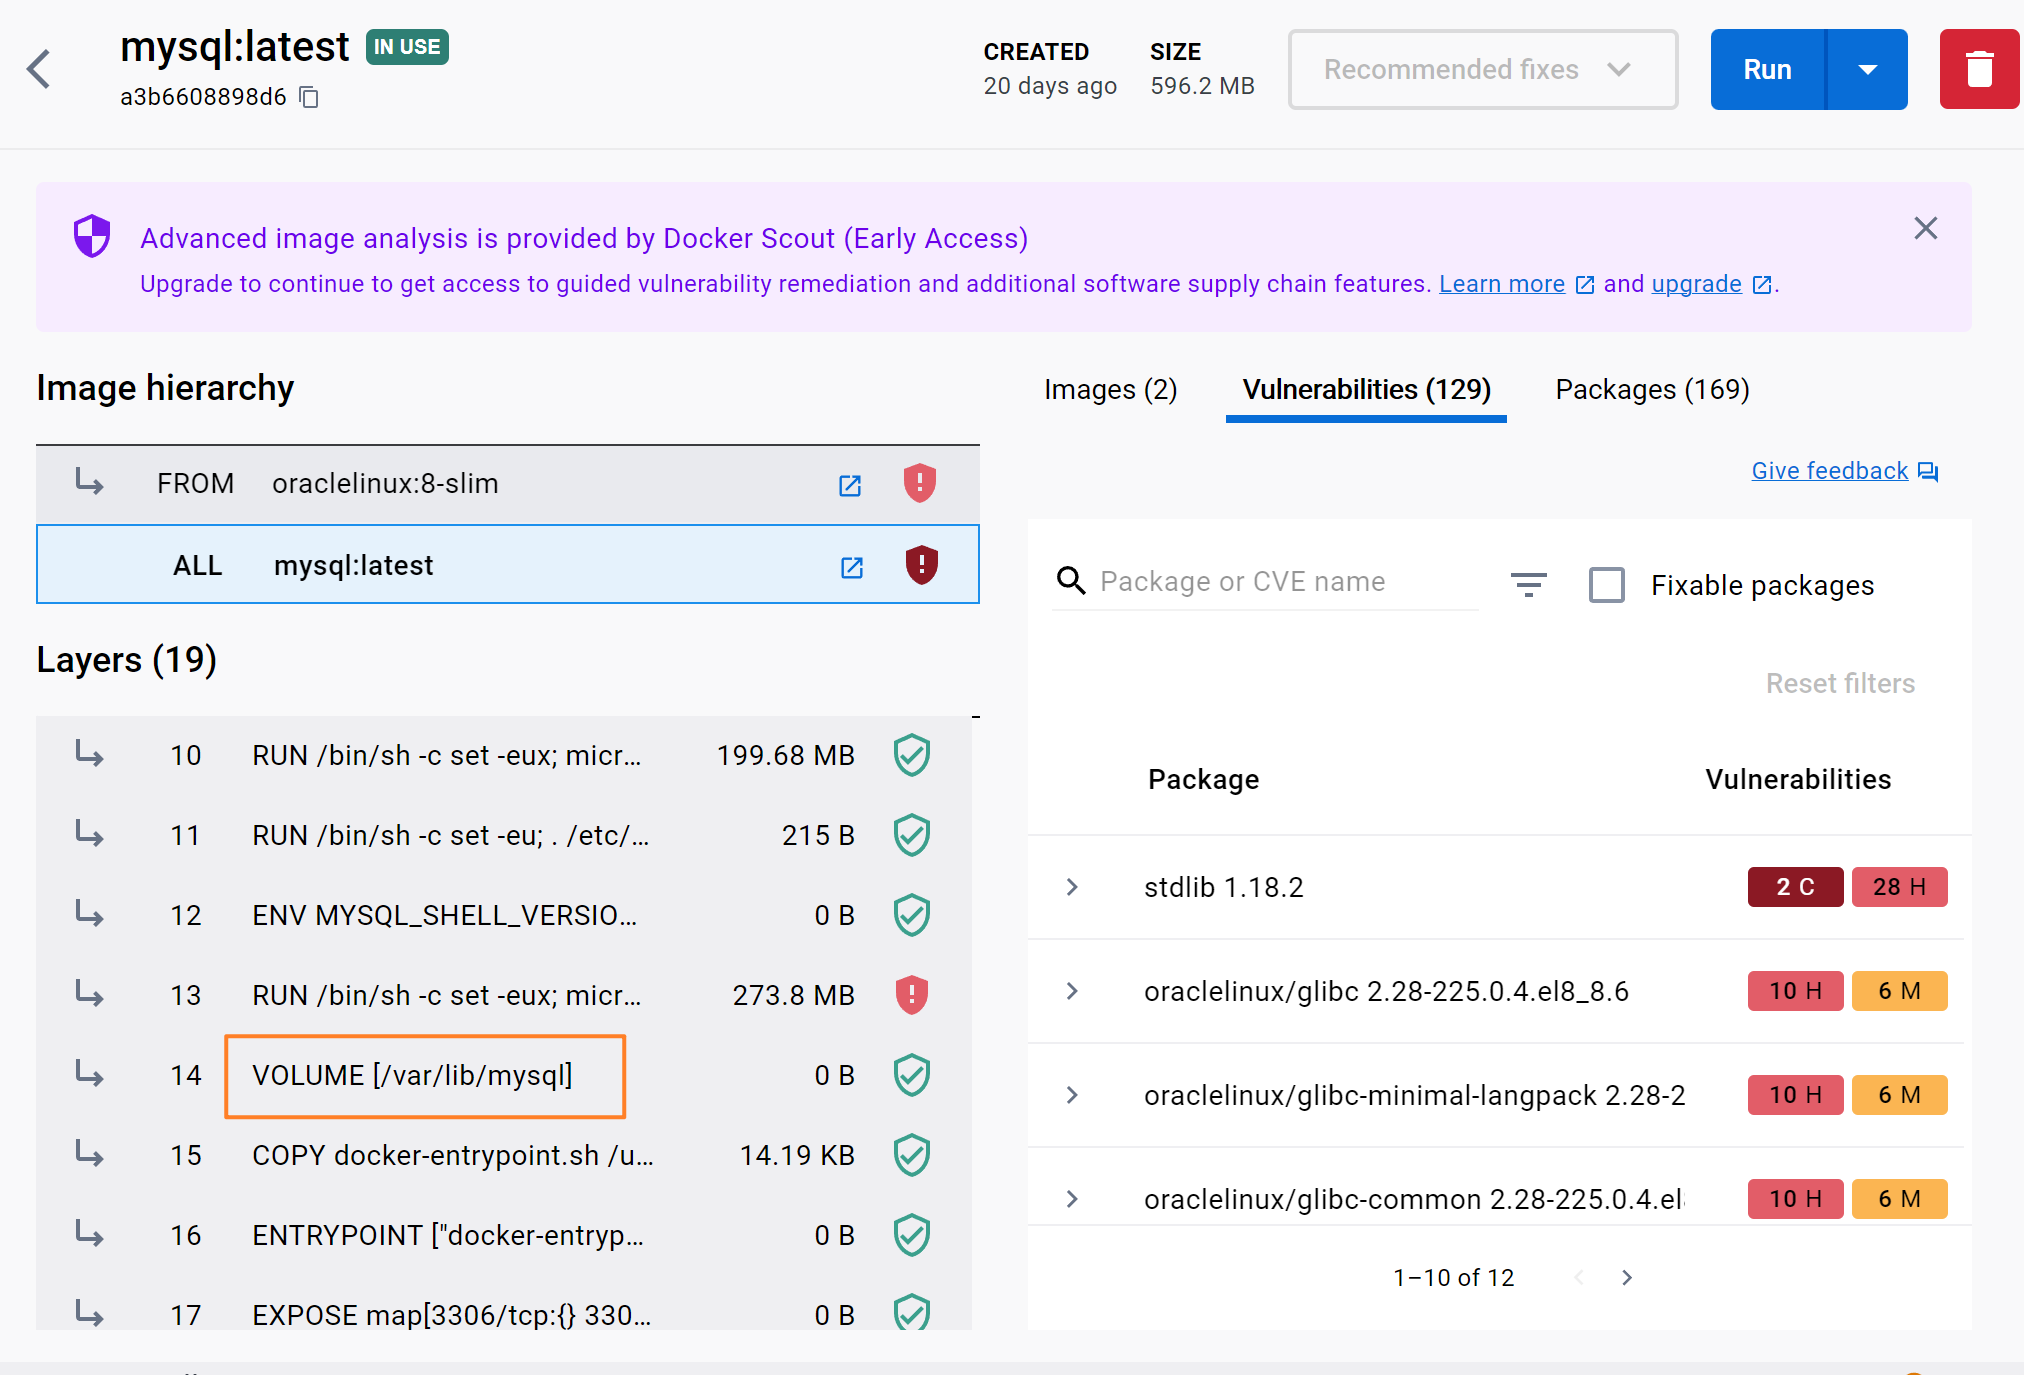 mysql:latest IN USE
a3b6608898d6
CREATED
20 days ago
SIZE
596.2 MB
Recommended fixes
Run
Advanced image analysis is provided by Docker Scout (Early Access)
Upgrade to continue to get access to guided vulnerability remediation and additional software supply chain features. Learn more and upgrade .
Image hierarchy
FROM oraclelinux:8-slim
ALL mysql:latest
Layers (19)
10 RUN /bin/sh -c set -eux; micr... 199.68 MB
11 RUN /bin/sh -c set -eu; . /etc/... 215 B
12 ENV MYSQL_SHELL_VERSIO... 0 B
13 RUN /bin/sh -c set -eux; micr... 273.8 MB
14 VOLUME [/var/lib/mysql] 0 B
15 COPY docker-entrypoint.sh /u... 14.19 KB
16 ENTRYPOINT ["docker-entryp... 0 B
17 EXPOSE map[3306/tcp:{} 330... 0 B
Images (2) Vulnerabilities (129) Packages (169)
Give feedback
Package or CVE name
Fixable packages
Reset filters
Package Vulnerabilities
stdlib 1.18.2 2 C 28 H
oraclelinux/glibc 2.28-225.0.4.el8_8.6 10 H 6 M
oraclelinux/glibc-minimal-langpack 2.28-2 10 H 6 M
oraclelinux/glibc-common 2.28-225.0.4.el 10 H 6 M
1–10 of 12